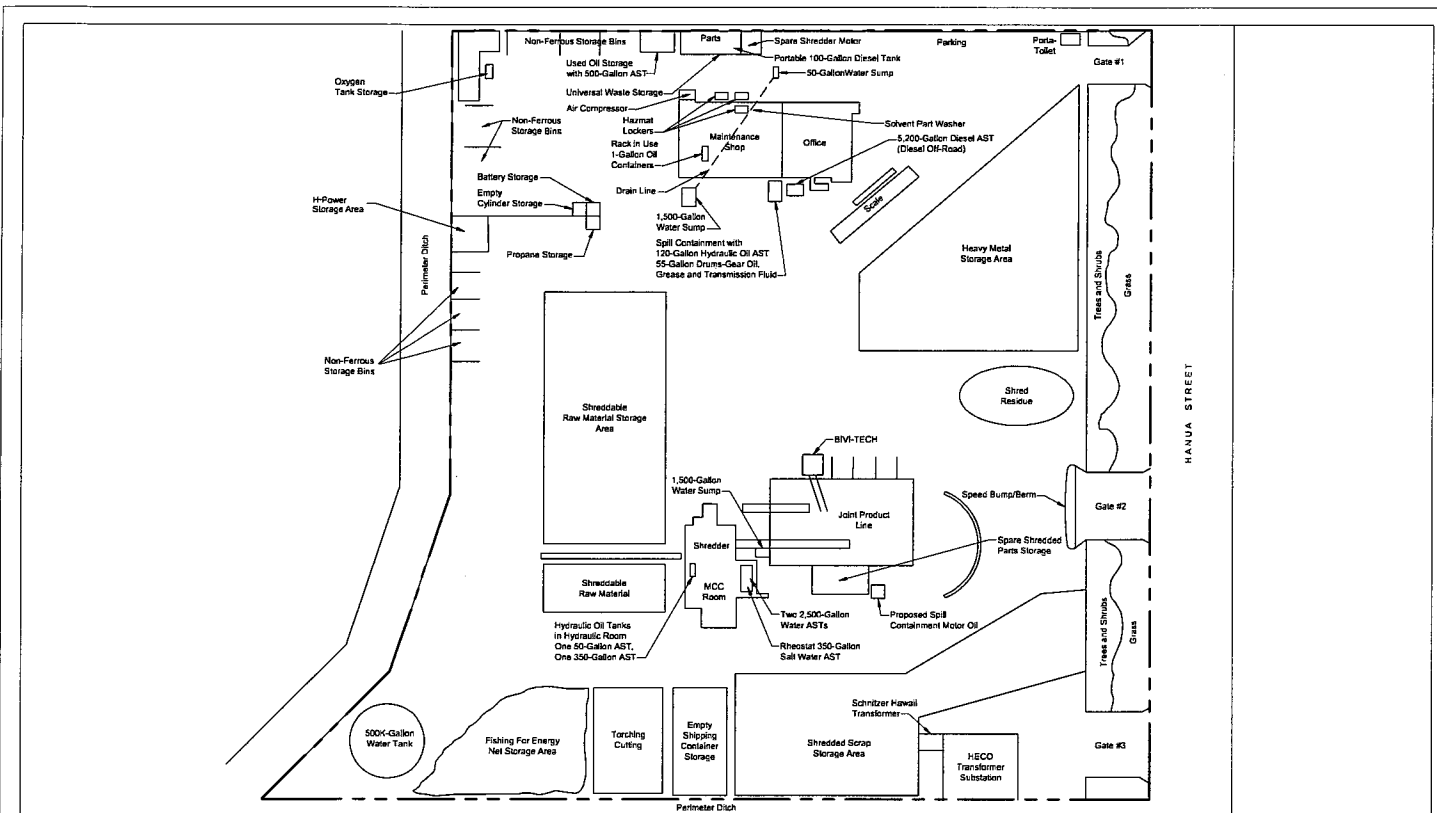 Non-Ferrous Storage Bins
Parts
Spare Shredder Motor
Parking
Porta-
Toilet
Gate #1
Portable 100-Gallon Diesel Tank
Used Oil Storage
with 500-Gallon AST
50-GallonWater Sump
Oxygen
Tank Storage
Universal Waste Storage
Air Compressor
Non-Ferrous
Storage Bins
Hazmat
Lockers
Solvent Part Washer
Maintenance
Shop
Office
5,200-Gallon Diesel AST
(Diesel Off-Road)
Rack in Use
1-Gallon Oil
Containers
Battery Storage
Empty
Cylinder Storage
Drain Line
Scale
H-Power
Storage Area
1,500-Gallon
Water Sump
Propane Storage
Spill Containment with
120-Gallon Hydraulic Oil AST
55-Gallon Drums-Gear Oil,
Grease and Transmission Fluid
Heavy Metal
Storage Area
Perimeter Ditch
Trees and Shrubs
Grass
Non-Ferrous
Storage Bins
HANUA STREET
Shreddable
Raw Material Storage
Area
Shred
Residue
BIVI-TECH
1,500-Gallon
Water Sump
Speed Bump/Berm
Gate #2
Joint Product
Line
Shredder
Spare Shredded
Parts Storage
Shreddable
Raw Material
MCC
Room
Two 2,500-Gallon
Water ASTs
Proposed Spill
Containment Motor Oil
Hydraulic Oil Tanks
in Hydraulic Room
One 50-Gallon AST,
One 350-Gallon AST
Rheostat 350-Gallon
Salt Water AST
Trees and Shrubs
Grass
Schnitzer Hawaii
Transformer
500K-Gallon
Water Tank
Fishing For Energy
Net Storage Area
Torching
Cutting
Empty
Shipping
Container
Storage
Shredded Scrap
Storage Area
HECO
Transformer
Substation
Gate #3
Perimeter Ditch